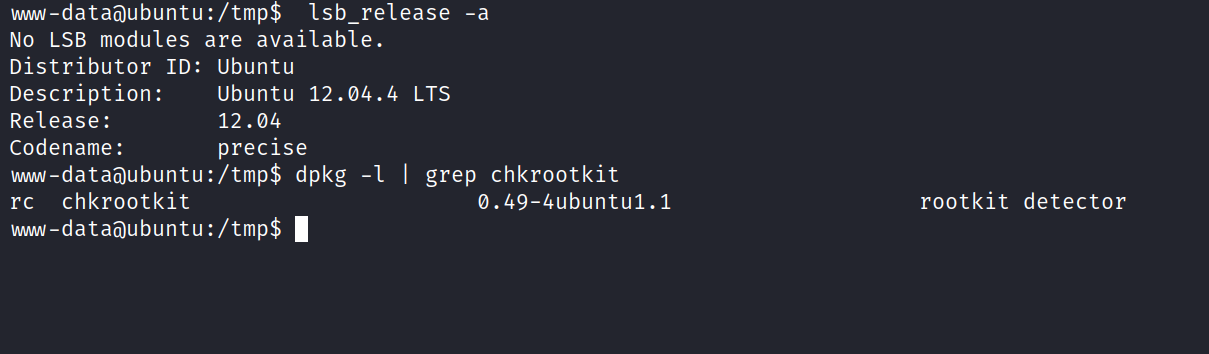 www-data@ubuntu:/tmp$  lsb_release -a
No LSB modules are available.
Distributor ID: Ubuntu
Description:    Ubuntu 12.04.4 LTS
Release:        12.04
Codename:       precise
www-data@ubuntu:/tmp$ dpkg -l | grep chkrootkit
rc  chkrootkit                      0.49-4ubuntu1.1                   rootkit detector
www-data@ubuntu:/tmp$